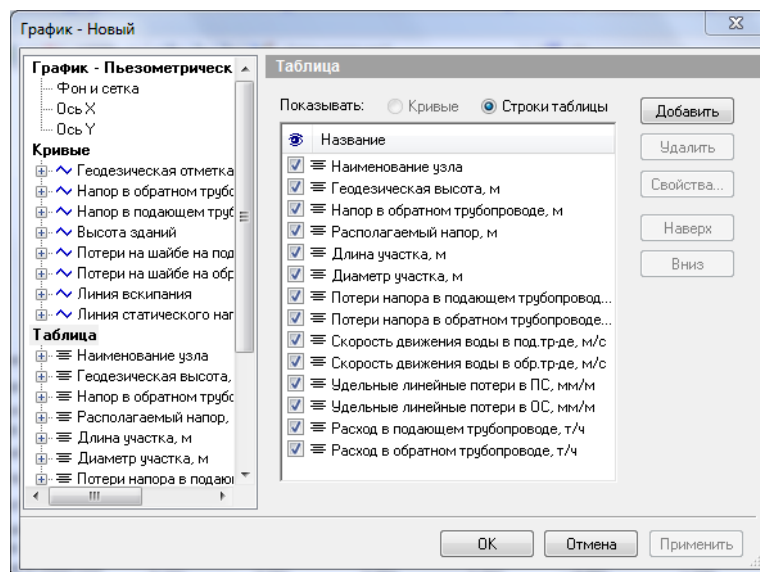 График - Новый
График - Пьезометрическ
Фон и сетка
Ось X
Ось Y
Кривые
Геодезическая отметка
Напор в обратном трубо
Напор в подающем труб
Высота зданий
Потери на шайбе на под
Потери на шайбе на обр
Линия вскипания
Линия статического нап
Таблица
Наименование узла
Геодезическая высота,
Напор в обратном трубо
Располагаемый напор,
Длина участка, м
Диаметр участка, м
Потери напора в подаю
Таблица
Показывать: Кривые Строки таблицы
Название
Наименование узла
Геодезическая высота, м
Напор в обратном трубопроводе, м
Располагаемый напор, м
Длина участка, м
Диаметр участка, м
Потери напора в подающем трубопровод...
Потери напора в обратном трубопроводе...
Скорость движения воды в под.тр-де, м/с
Скорость движения воды в обр.тр-де, м/с
Удельные линейные потери в ПС, мм/м
Удельные линейные потери в ОС, мм/м
Расход в подающем трубопроводе, т/ч
Расход в обратном трубопроводе, т/ч
Добавить
Удалить
Свойства...
Наверх
Вниз
OK Отмена Применить